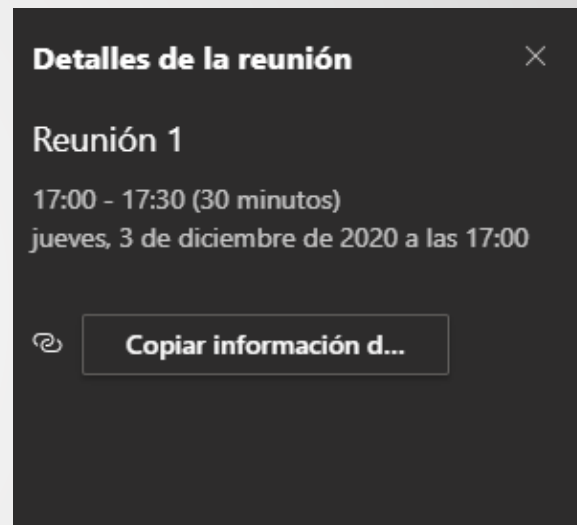 Detalles de la reunión
Reunión 1
17:00 - 17:30 (30 minutos)
jueves, 3 de diciembre de 2020 a las 17:00
Copiar información d...